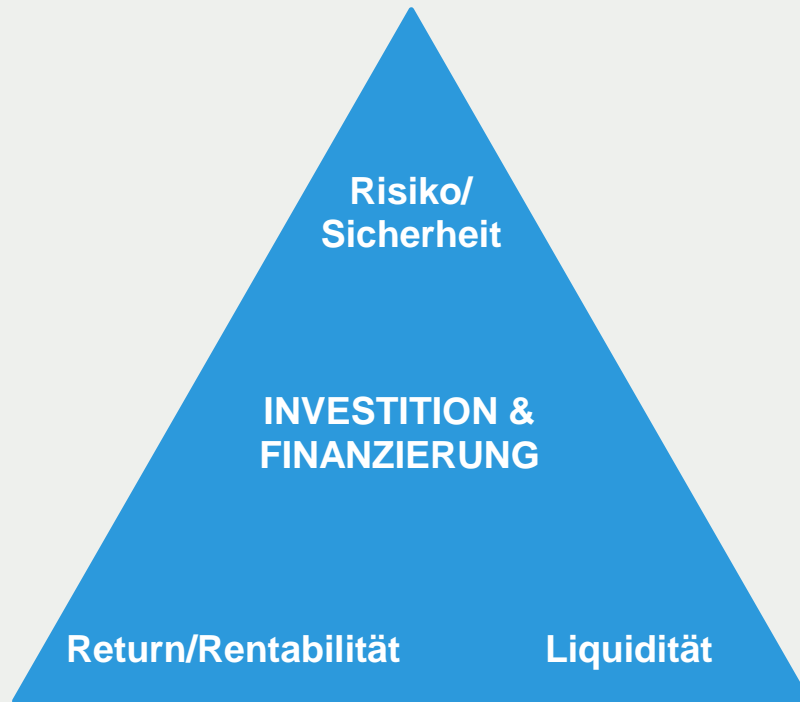 Risiko/
Sicherheit
INVESTITION &
FINANZIERUNG
Return/Rentabilität
Liquidität